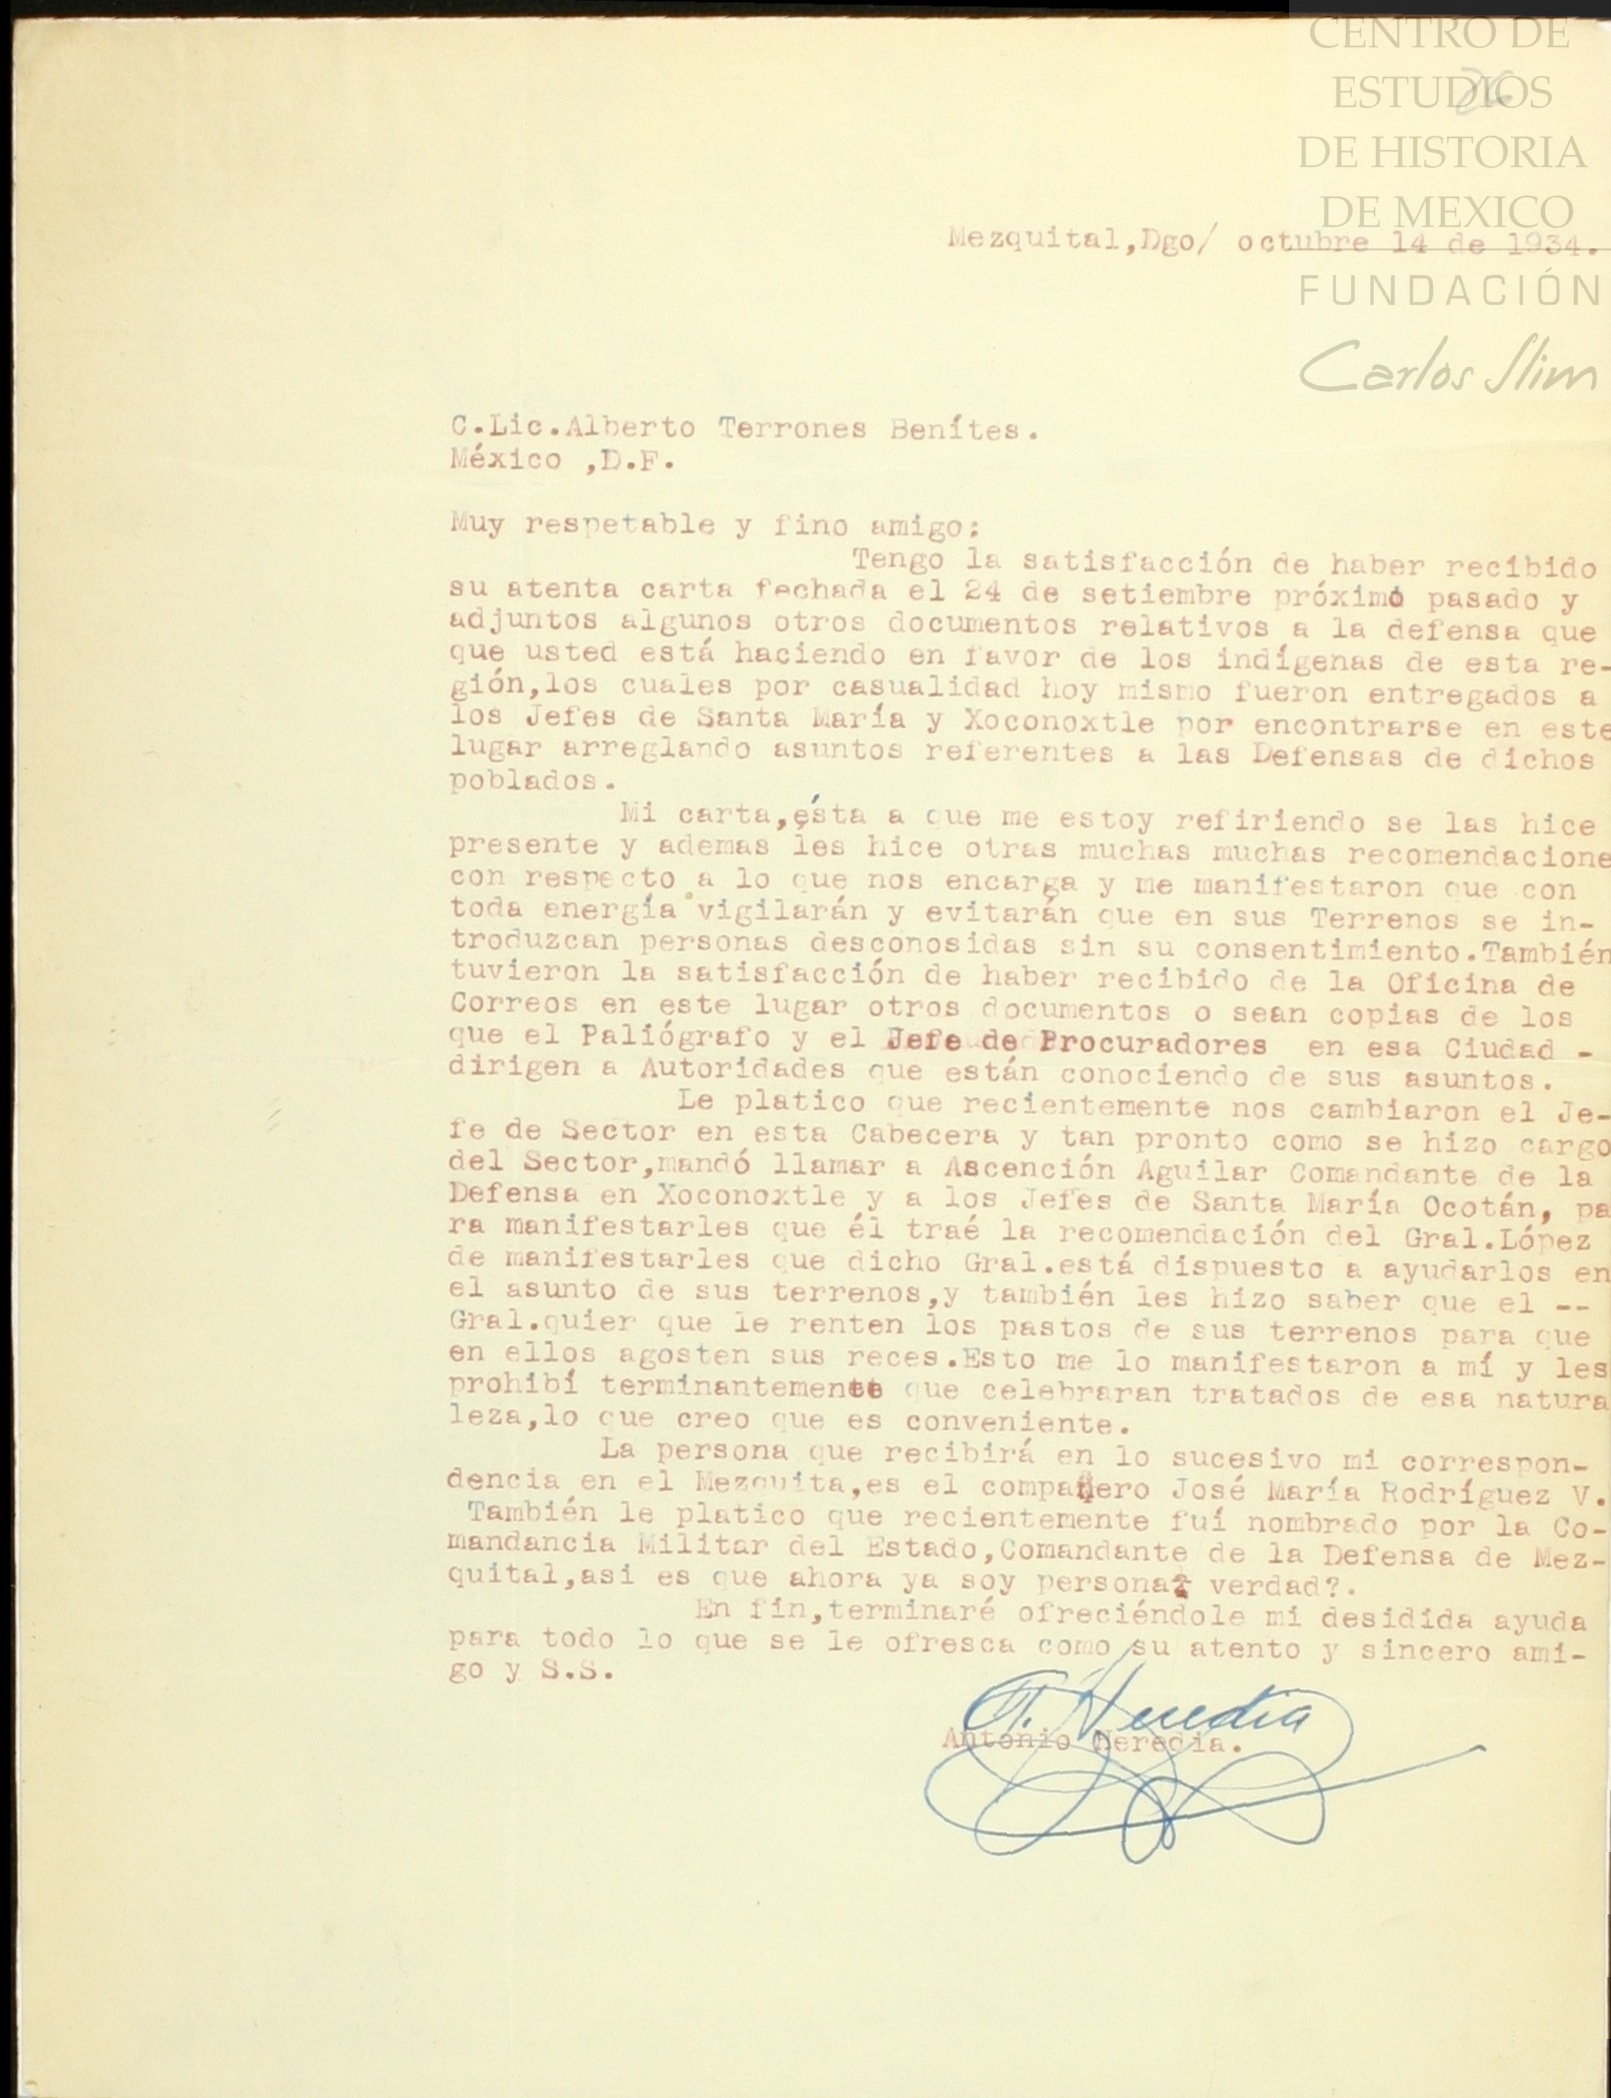 CENTRO DE
ESTUDIOS
DE HISTORIA
DE MEXICO
Mezquital,Dgo/ octubre 14 de 1934.
FUNDACIÓN
Carlos Slim
C.Lic.Alberto Terrones Benítes.
México ,D.F.
Muy respetable y fino amigo:
Tengo la satisfacción de haber recibido
su atenta carta fechada el 24 de setiembre próximo pasado y
adjuntos algunos otros documentos relativos a la defensa que
que usted está haciendo en favor de los indígenas de esta re-
gión,los cuales por casualidad hoy mismo fueron entregados a
los Jefes de Santa María y Xoconoxtle por encontrarse en este
lugar arreglando asuntos referentes a las Defensas de dichos
poblados.
Mi carta,ésta a que me estoy refiriendo se las hice
presente y ademas les hice otras muchas muchas recomendacione
con respecto a lo que nos encarga y me manifestaron que con
toda energía vigilarán y evitarán que en sus Terrenos se in-
troduzcan personas desconosidas sin su consentimiento.También
tuvieron la satisfacción de haber recibido de la Oficina de
Correos en este lugar otros documentos o sean copias de los
que el Paliógrafo y el Jefe de Procuradores en esa Ciudad -
dirigen a Autoridades que están conociendo de sus asuntos.
Le platico que recientemente nos cambiaron el Je-
fe de Sector en esta Cabecera y tan pronto como se hizo cargo
del Sector,mandó llamar a Ascención Aguilar Comandante de la
Defensa en Xoconoxtle y a los Jefes de Santa María Ocotán, pa
ra manifestarles que él traé la recomendación del Gral.López
de manifestarles que dicho Gral.está dispuesto a ayudarlos en
el asunto de sus terrenos,y también les hizo saber que el --
Gral.quier que le renten los pastos de sus terrenos para que
en ellos agosten sus reces.Esto me lo manifestaron a mí y les
prohibí terminantemente que celebraran tratados de esa natura
leza,lo que creo que es conveniente.
La persona que recibirá en lo sucesivo mi correspon-
dencia en el Mezquita,es el compañero José María Rodríguez V.
También le platico que recientemente fuí nombrado por la Co-
mandancia Militar del Estado,Comandante de la Defensa de Mez-
quital,asi es que ahora ya soy persona? verdad?.
En fin,terminaré ofreciéndole mi desidida ayuda
para todo lo que se le ofresca como su atento y sincero ami-
go y S.S.
A. Heredia
Antonio Heredia.